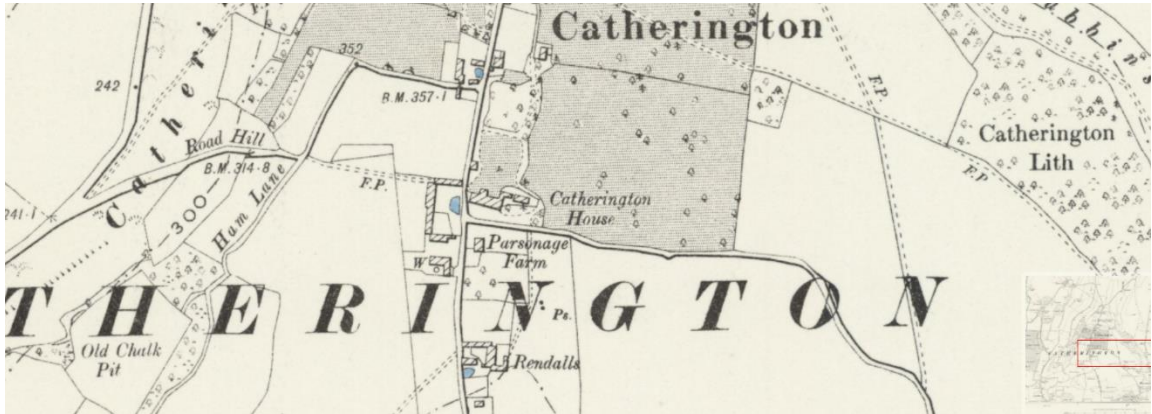 Catherington
352
242
B.M.357·1
F.P.
Road Hill
B.M.314·8
Catherington
Lith
F.P.
F.P.
Ham Lane
300
241·1
Catherington
House
Parsonage
Farm
W
THERINGTON
Ps.
Old Chalk
Pit
Rendalls